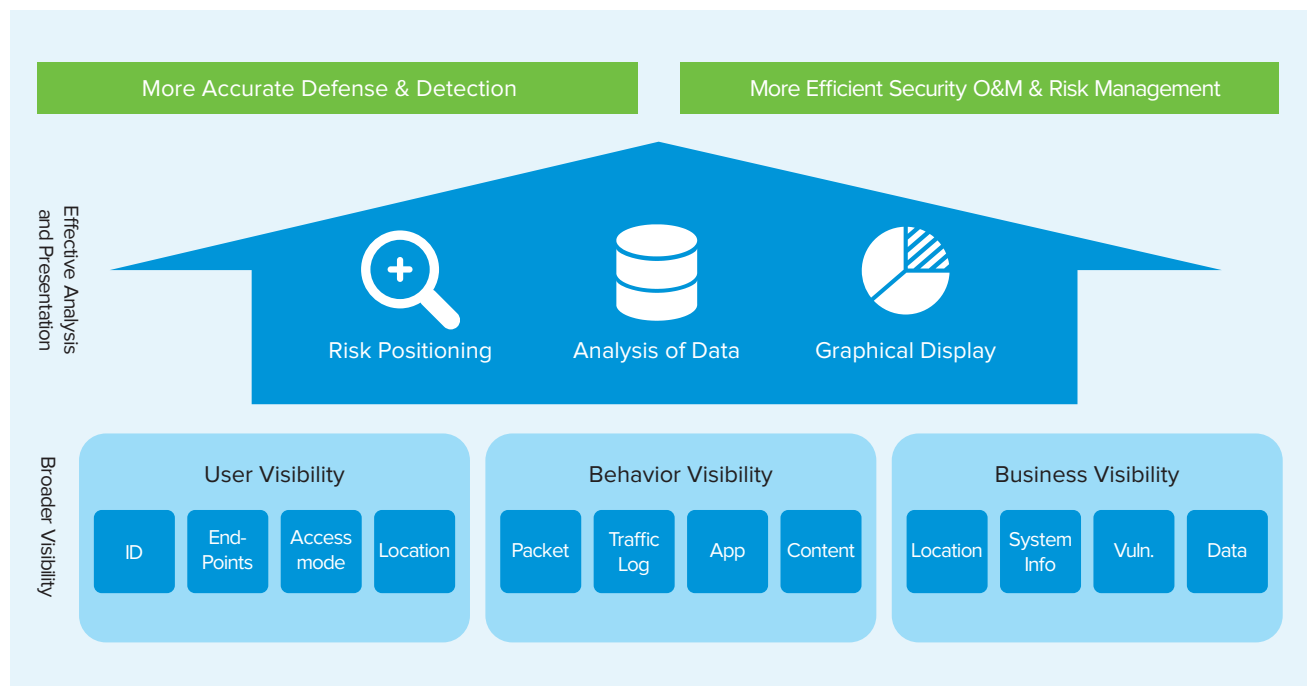 More Accurate Defense & Detection
More Efficient Security O&M & Risk Management
Effective Analysis
and Presentation
Risk Positioning
Analysis of Data
Graphical Display
Broader Visibility
User Visibility
ID
End-
Points
Access
mode
Location
Behavior Visibility
Packet
Traffic
Log
App
Content
Business Visibility
Location
System
Info
Vuln.
Data